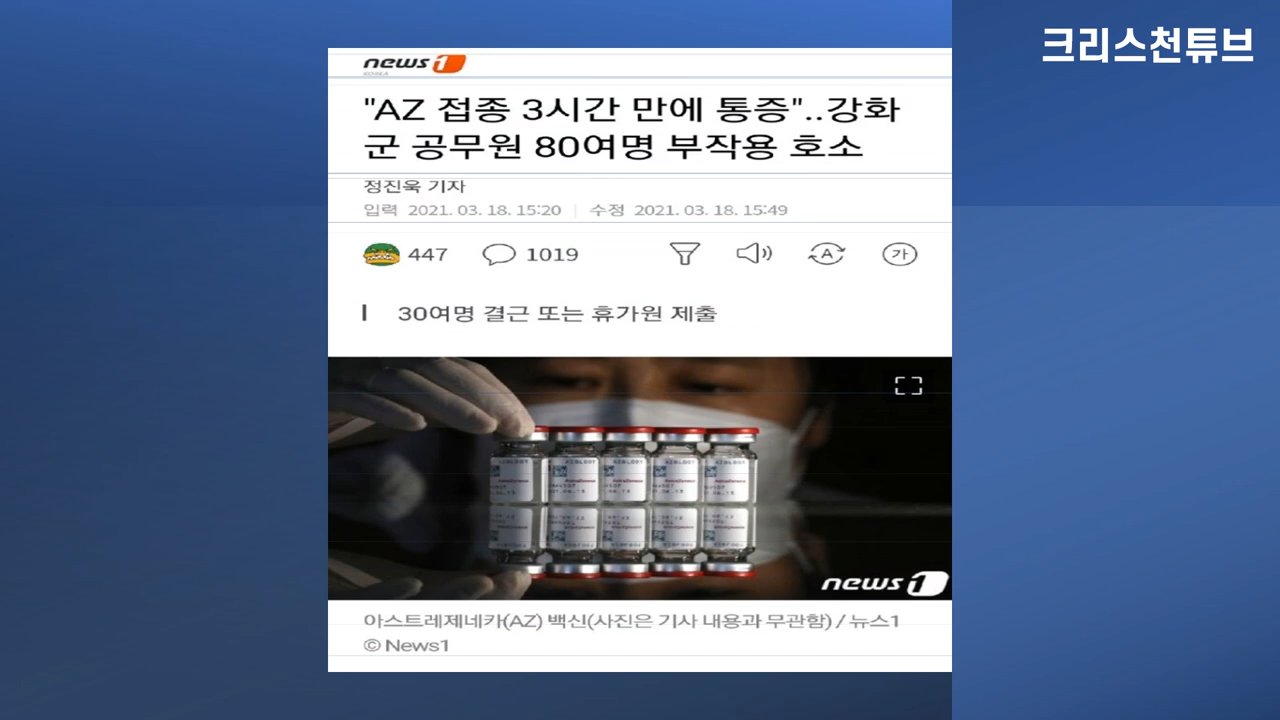 크리스천튜브
news1
KOREA
"AZ 접종 3시간 만에 통증"..강화
군 공무원 80여명 부작용 호소
정진욱 기자
입력 2021. 03. 18. 15:20 수정 2021. 03. 18. 15:49
447 1019 A 가
30여명 결근 또는 휴가원 제출
news1
아스트레제네카(AZ) 백신(사진은 기사 내용과 무관함) / 뉴스1
© News1